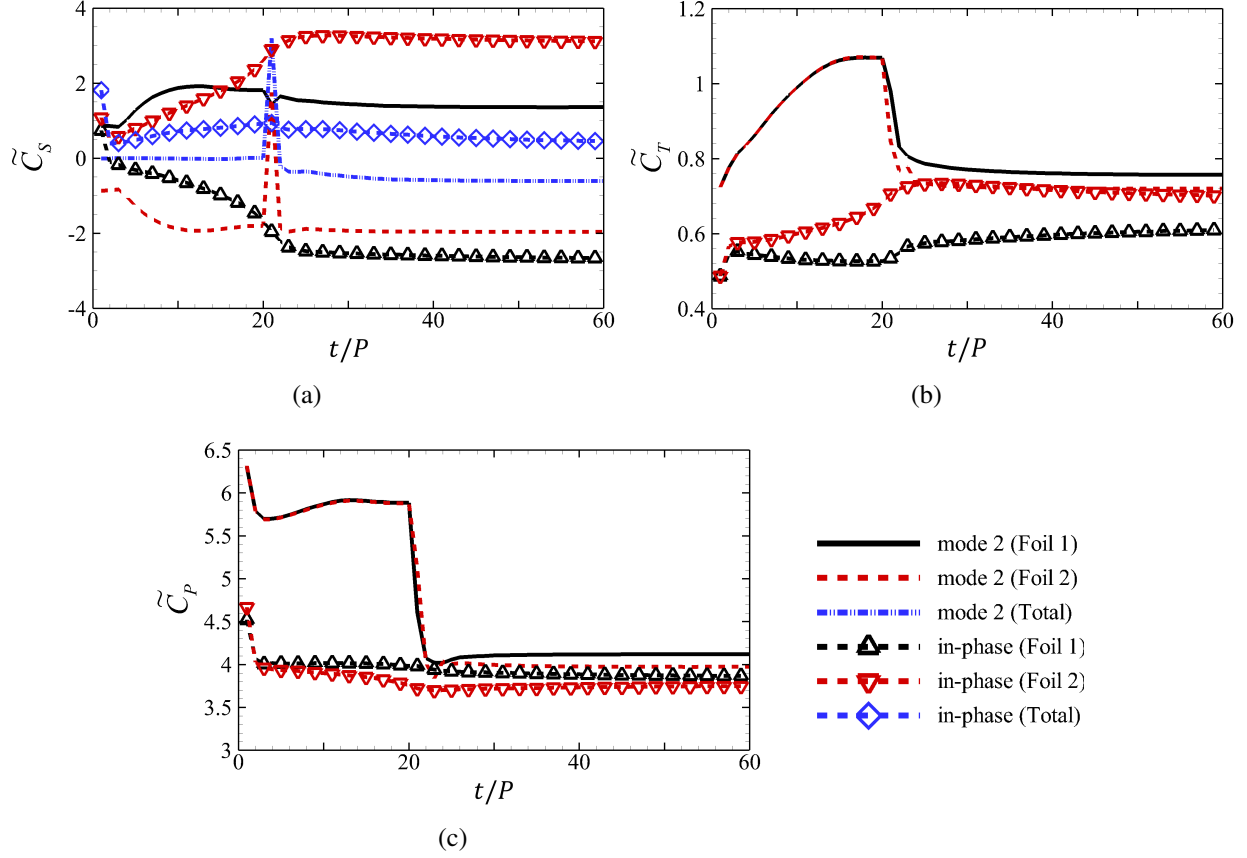 4
2
0
-2
-4
C̃_S
0
20
40
60
t/P
(a)
1.2
1
0.8
0.6
0.4
C̃_T
0
20
40
60
t/P
(b)
6.5
6
5.5
5
4.5
4
3.5
3
C̃_P
0
20
40
60
t/P
(c)
mode 2 (Foil 1)
mode 2 (Foil 2)
mode 2 (Total)
in-phase (Foil 1)
in-phase (Foil 2)
in-phase (Total)